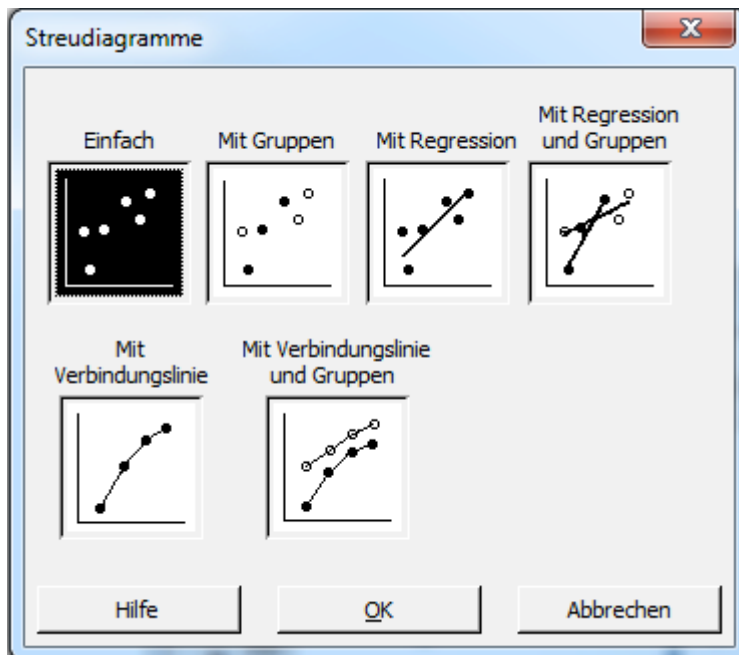 Streudiagramme
Einfach
Mit Gruppen
Mit Regression
Mit Regression
und Gruppen
Mit
Verbindungslinie
Mit Verbindungslinie
und Gruppen
Hilfe
OK
Abbrechen